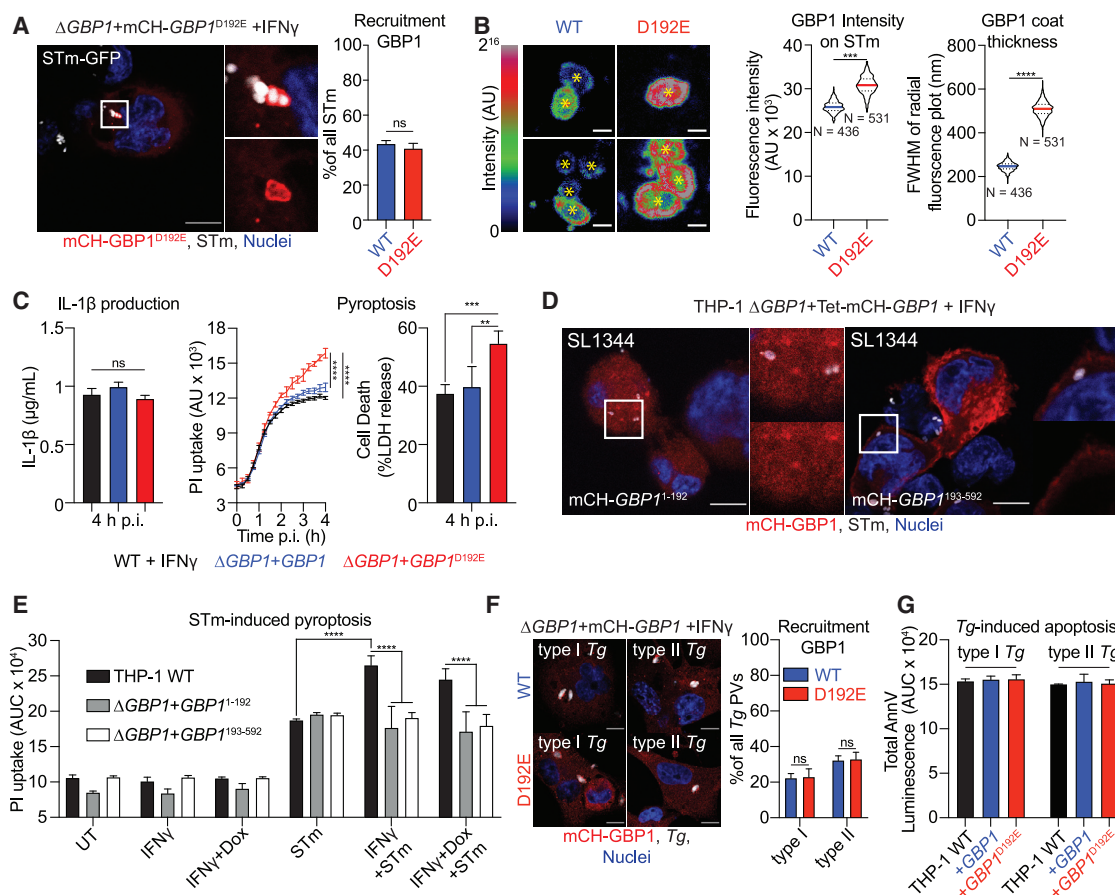 A
ΔGBP1+mCH-GBP1D192E +IFNγ
STm-GFP
mCH-GBP1D192E, STm, Nuclei
Recruitment
GBP1
%of all STm
100
80
60
40
20
0
ns
WT
D192E
B
WT
D192E
2¹⁶
Intensity (AU)
0
* * * * * * * * * * *
GBP1 Intensity
on STm
Fluorescence intensity
(AU x 10³)
40
30
20
10
0
***
N = 436
N = 531
WT
D192E
GBP1 coat
thickness
FWHM of radial
fluorescence plot (nm)
800
600
400
200
0
****
N = 436
N = 531
WT
D192E
C
IL-1β production
IL-1β (µg/mL)
1.5
1
0.5
0
ns
4 h p.i.
PI uptake (AU x 10³)
18
15
12
9
6
3
0 1 2 3 4
Time p.i. (h)
****
****
Pyroptosis
Cell Death
(%LDH release)
60
40
20
0
***
**
4 h p.i.
WT + IFNγ
ΔGBP1+GBP1
ΔGBP1+GBP1D192E
D
THP-1 ΔGBP1+Tet-mCH-GBP1 + IFNγ
SL1344
mCH-GBP1¹⁻¹⁹²
SL1344
mCH-GBP1¹⁹³⁻⁵⁹²
mCH-GBP1, STm, Nuclei
E
STm-induced pyroptosis
PI uptake (AUC x 10⁴)
30
25
20
15
10
5
THP-1 WT
ΔGBP1+GBP1¹⁻¹⁹²
ΔGBP1+GBP1¹⁹³⁻⁵⁹²
****
****
****
UT
IFNγ
IFNγ+Dox
STm
IFNγ
+STm
IFNγ+Dox
+STm
F
ΔGBP1+mCH-GBP1 +IFNγ
WT
D192E
type I Tg
type II Tg
type I Tg
type II Tg
mCH-GBP1, Tg,
Nuclei
Recruitment
GBP1
%of all Tg PVs
100
80
60
40
20
0
WT
D192E
ns
ns
type I
type II
G
Tg-induced apoptosis
type I Tg
type II Tg
Total AnnV
Luminescence (AUC x 10⁴)
20
15
10
5
0
THP-1 WT
+GBP1
+GBP1D192E
THP-1 WT
+GBP1
+GBP1D192E